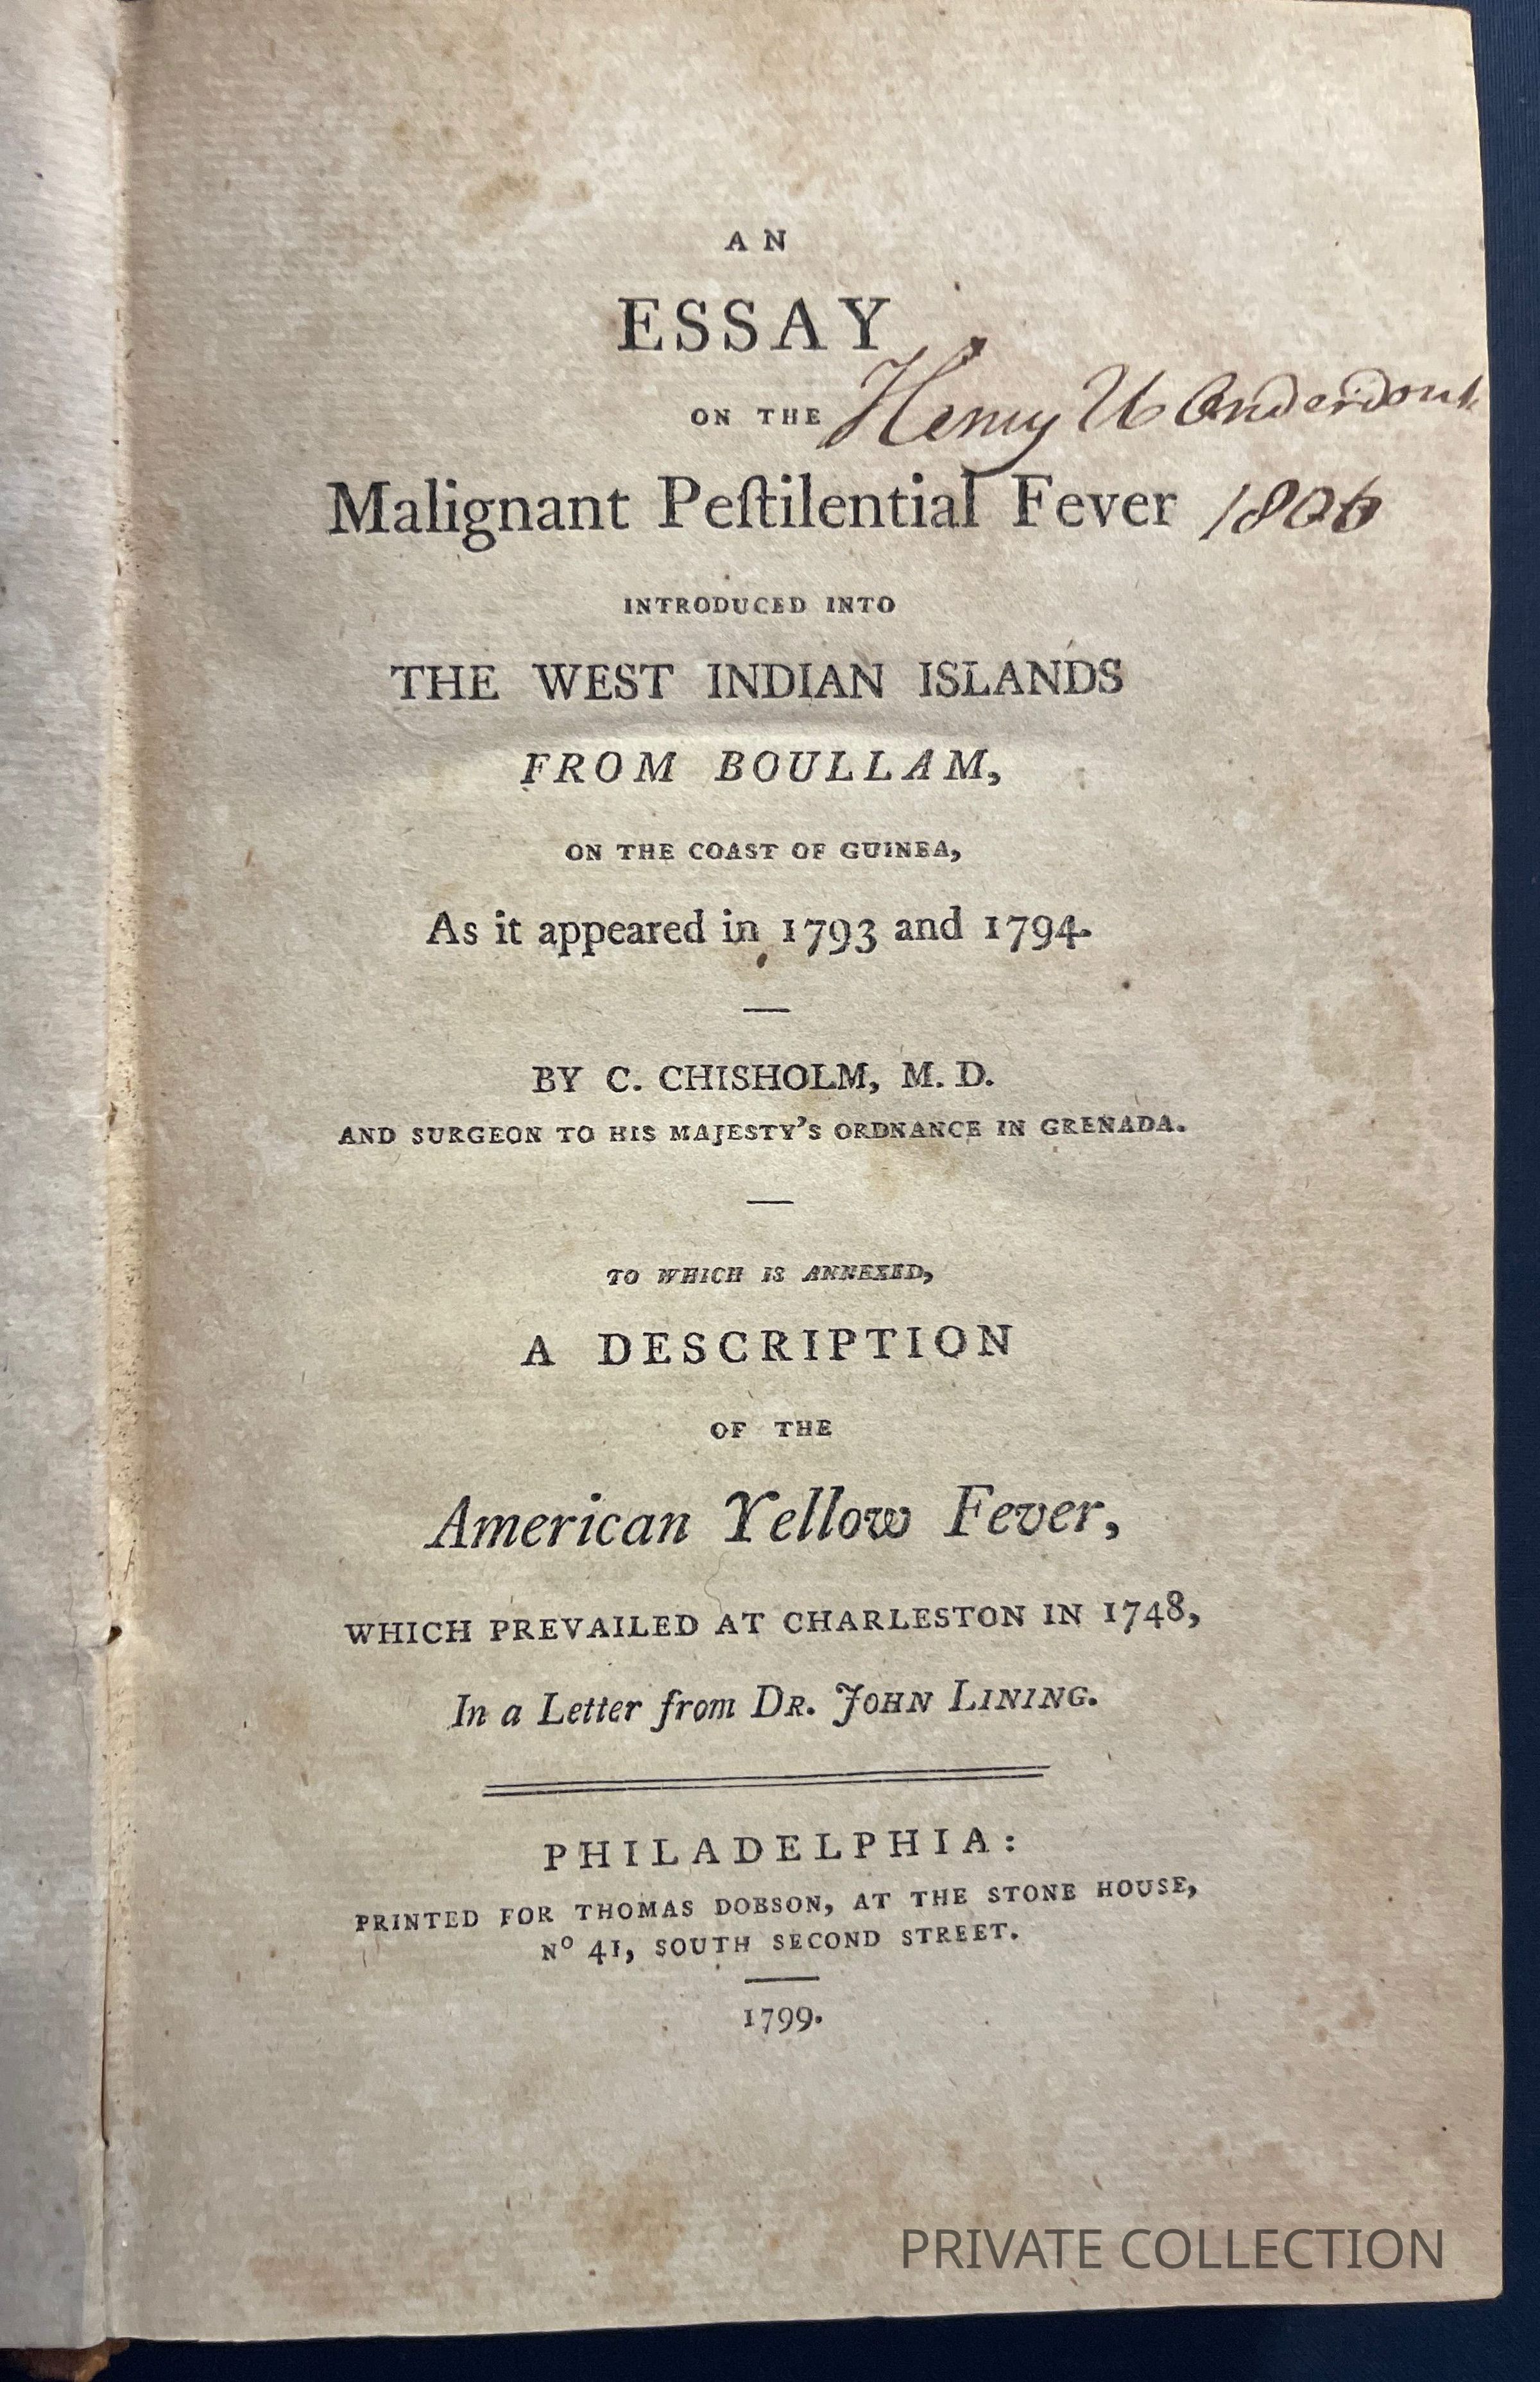 AN
ESSAY
ON THE
Henry U Onderdonk
Malignant Peſtilential Fever 1806
INTRODUCED INTO
THE WEST INDIAN ISLANDS
FROM BOULLAM,
ON THE COAST OF GUINEA,
As it appeared in 1793 and 1794.
BY C. CHISHOLM, M. D.
AND SURGEON TO HIS MAJESTY'S ORDNANCE IN GRENADA.
TO WHICH IS ANNEXED,
A DESCRIPTION
OF THE
American Yellow Fever,
WHICH PREVAILED AT CHARLESTON IN 1748,
In a Letter from DR. JOHN LINING.
PHILADELPHIA:
PRINTED FOR THOMAS DOBSON, AT THE STONE HOUSE,
Nº 41, SOUTH SECOND STREET.
1799.
PRIVATE COLLECTION